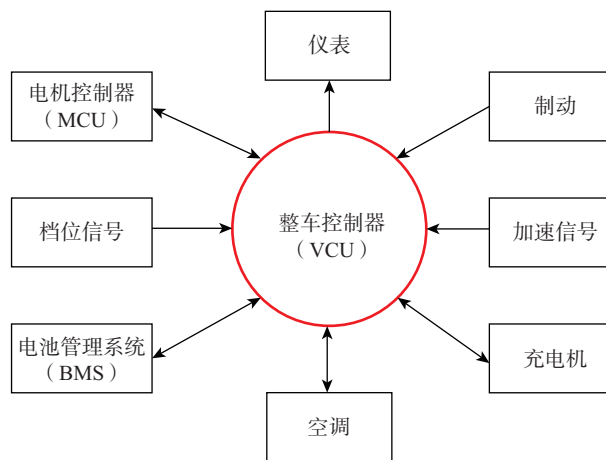 仪表
电机控制器
（MCU）
制动
档位信号
整车控制器
（VCU）
加速信号
电池管理系统
（BMS）
充电机
空调